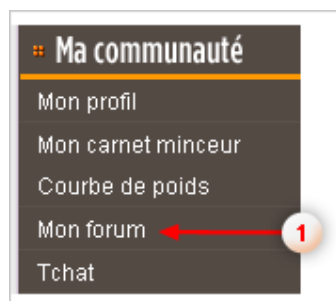 Ma communauté
Mon profil
Mon carnet minceur
Courbe de poids
Mon forum 1
Tchat